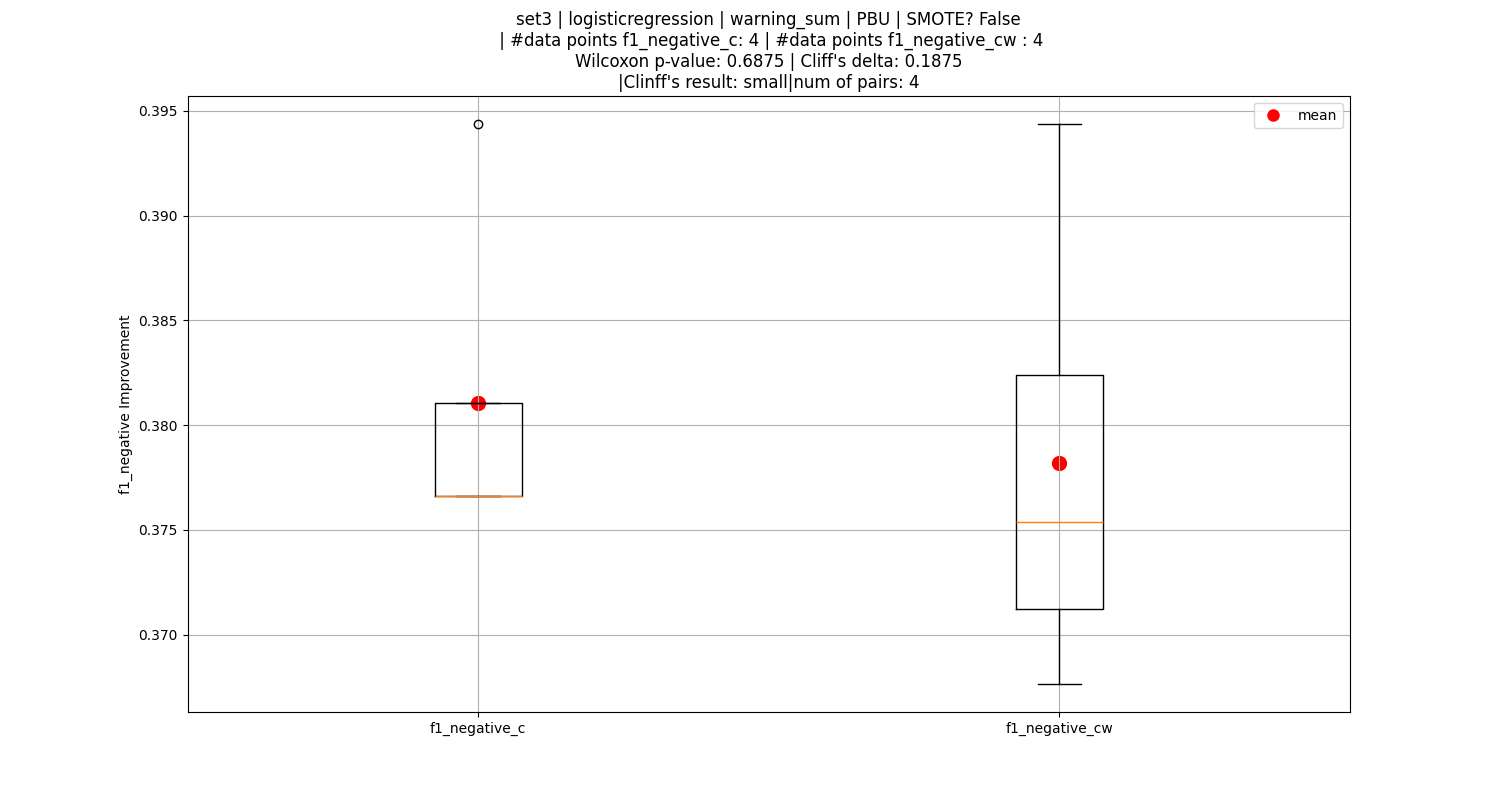 set3 | logisticregression | warning_sum | PBU | SMOTE? False
| #data points f1_negative_c: 4 | #data points f1_negative_cw : 4
Wilcoxon p-value: 0.6875 | Cliff's delta: 0.1875
|Clinff's result: small|num of pairs: 4
0.395
mean
0.390
0.385
0.380
0.375
0.370
f1_negative Improvement
f1_negative_c
f1_negative_cw